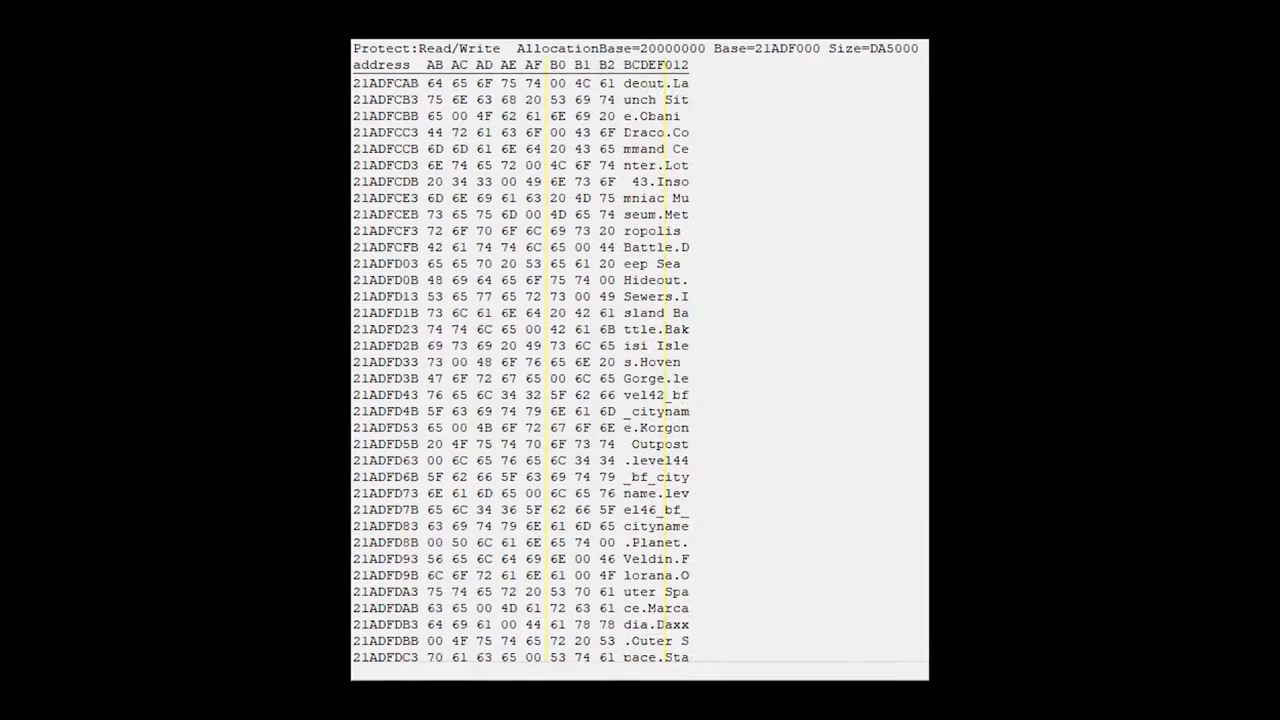 Protect:Read/Write  AllocationBase=20000000 Base=21ADF000 Size=DA5000
address  AB AC AD AE AF B0 B1 B2 BCDEF012
21ADFCAB 64 65 6F 75 74 00 4C 61 deout.La
21ADFCB3 75 6E 63 68 20 53 69 74 unch Sit
21ADFCBB 65 00 4F 62 61 6E 69 20 e.Obani
21ADFCC3 44 72 61 63 6F 00 43 6F Draco.Co
21ADFCCB 6D 6D 61 6E 64 20 43 65 mmand Ce
21ADFCD3 6E 74 65 72 00 4C 6F 74 nter.Lot
21ADFCDB 20 34 33 00 49 6E 73 6F  43.Inso
21ADFCE3 6D 6E 69 61 63 20 4D 75 mniac Mu
21ADFCEB 73 65 75 6D 00 4D 65 74 seum.Met
21ADFCF3 72 6F 70 6F 6C 69 73 20 ropolis
21ADFCFB 42 61 74 74 6C 65 00 44 Battle.D
21ADFD03 65 65 70 20 53 65 61 20 eep Sea
21ADFD0B 48 69 64 65 6F 75 74 00 Hideout.
21ADFD13 53 65 77 65 72 73 00 49 Sewers.I
21ADFD1B 73 6C 61 6E 64 20 42 61 sland Ba
21ADFD23 74 74 6C 65 00 42 61 6B ttle.Bak
21ADFD2B 69 73 69 20 49 73 6C 65 isi Isle
21ADFD33 73 00 48 6F 76 65 6E 20 s.Hoven
21ADFD3B 47 6F 72 67 65 00 6C 65 Gorge.le
21ADFD43 76 65 6C 34 32 5F 62 66 vel42_bf
21ADFD4B 5F 63 69 74 79 6E 61 6D _citynam
21ADFD53 65 00 4B 6F 72 67 6F 6E e.Korgon
21ADFD5B 20 4F 75 74 70 6F 73 74  Outpost
21ADFD63 00 6C 65 76 65 6C 34 34 .level44
21ADFD6B 5F 62 66 5F 63 69 74 79 _bf_city
21ADFD73 6E 61 6D 65 00 6C 65 76 name.lev
21ADFD7B 65 6C 34 36 5F 62 66 5F el46_bf_
21ADFD83 63 69 74 79 6E 61 6D 65 cityname
21ADFD8B 00 50 6C 61 6E 65 74 00 .Planet.
21ADFD93 56 65 6C 64 69 6E 00 46 Veldin.F
21ADFD9B 6C 6F 72 61 6E 61 00 4F lorana.O
21ADFDA3 75 74 65 72 20 53 70 61 uter Spa
21ADFDAB 63 65 00 4D 61 72 63 61 ce.Marca
21ADFDB3 64 69 61 00 44 61 78 78 dia.Daxx
21ADFDBB 00 4F 75 74 65 72 20 53 .Outer S
21ADFDC3 70 61 63 65 00 53 74 61 pace.Sta